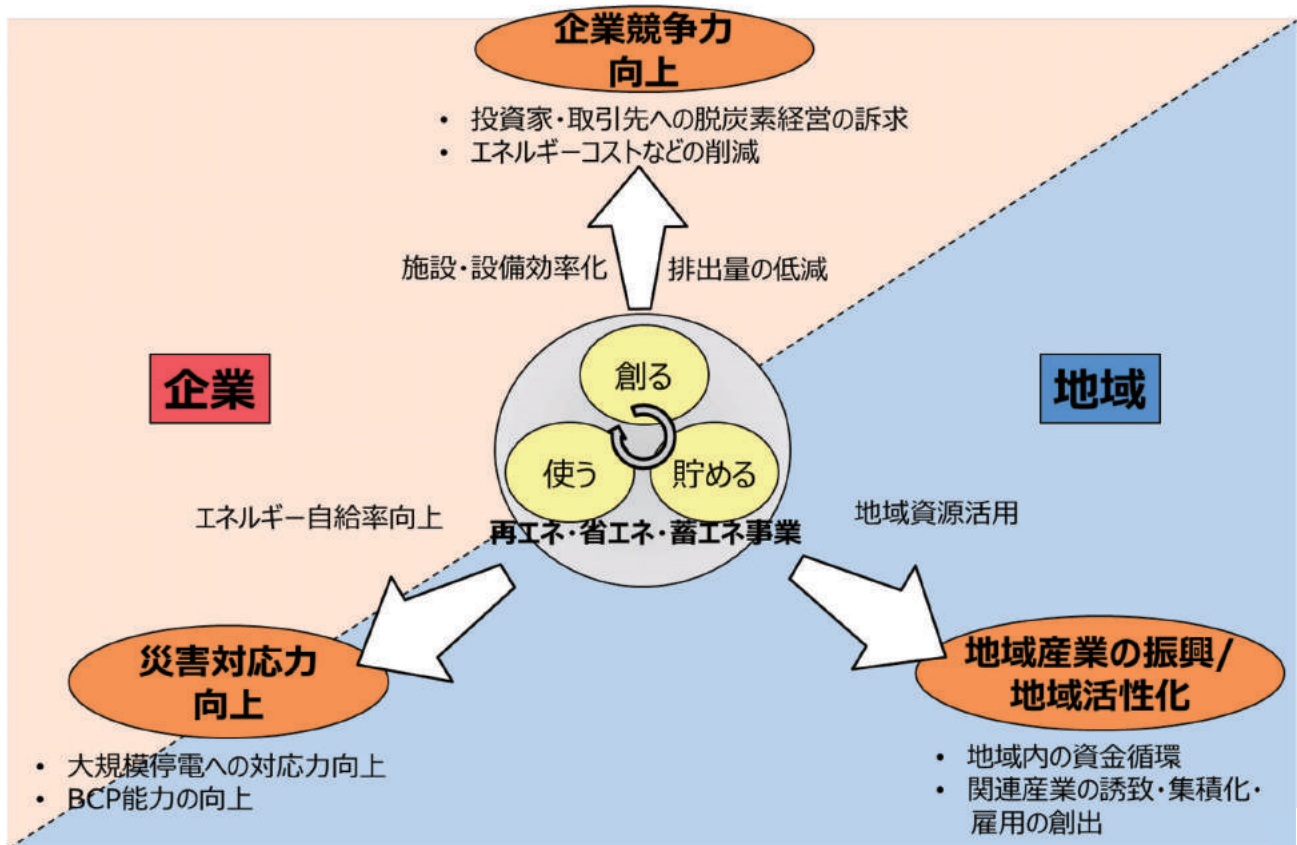 企業競争力
向上
• 投資家・取引先への脱炭素経営の訴求
• エネルギーコストなどの削減
施設・設備効率化
排出量の低減
企業
地域
創る
使う
貯める
再エネ・省エネ・蓄エネ事業
エネルギー自給率向上
地域資源活用
災害対応力
向上
• 大規模停電への対応力向上
• BCP能力の向上
地域産業の振興/
地域活性化
• 地域内の資金循環
• 関連産業の誘致・集積化・
雇用の創出